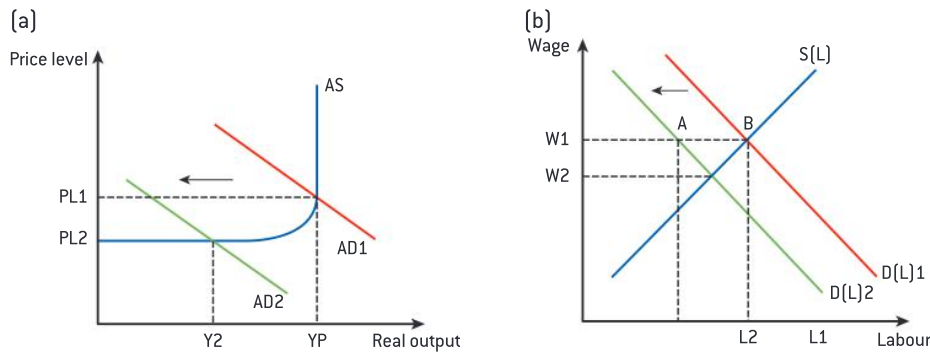 (a)
Price level
AS
PL1
PL2
AD1
AD2
Y2
YP
Real output
(b)
Wage
S(L)
A
B
W1
W2
D(L)1
D(L)2
L2
L1
Labour